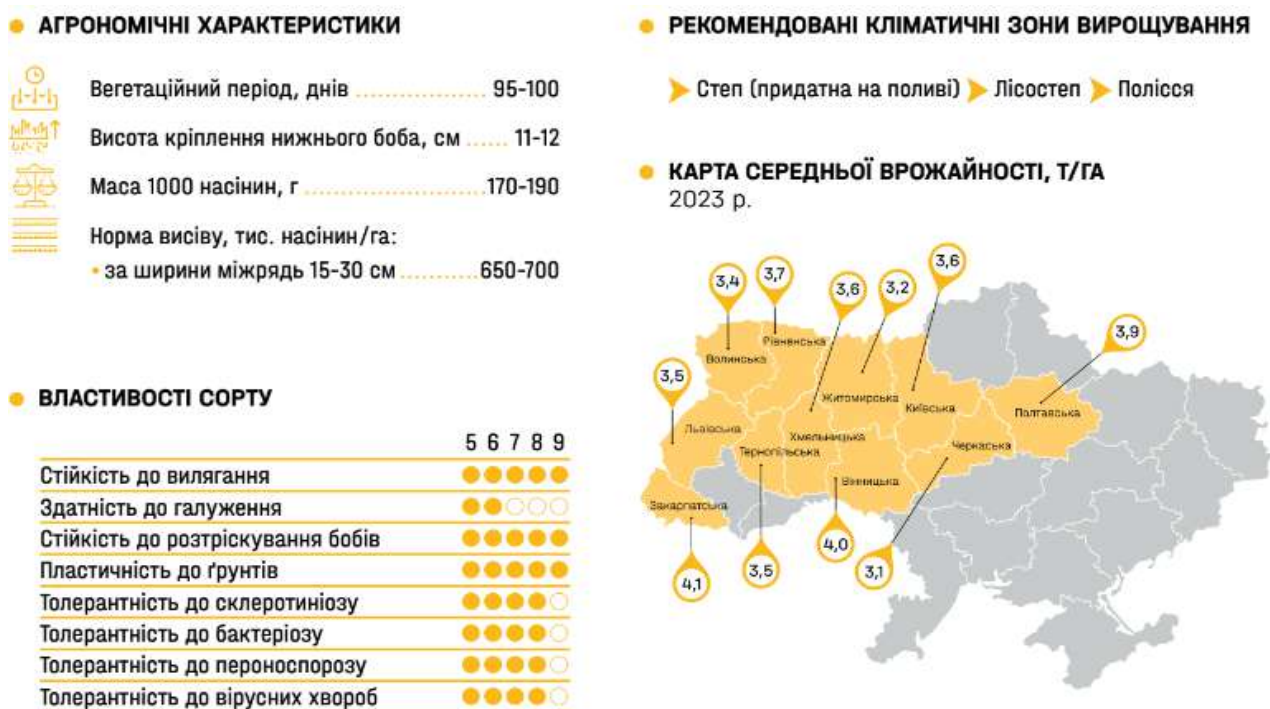 АГРОНОМІЧНІ ХАРАКТЕРИСТИКИ
Вегетаційний період, днів .................. 95-100
Висота кріплення нижнього боба, см ...... 11-12
Маса 1000 насінин, г .........................170-190
Норма висіву, тис. насінин/га:
• за ширини міжрядь 15-30 см ........... 650-700
ВЛАСТИВОСТІ СОРТУ
5 6 7 8 9
Стійкість до вилягання
Здатність до галуження
Стійкість до розтріскування бобів
Пластичність до ґрунтів
Толерантність до склеротиніозу
Толерантність до бактеріозу
Толерантність до пероноспорозу
Толерантність до вірусних хвороб
РЕКОМЕНДОВАНІ КЛІМАТИЧНІ ЗОНИ ВИРОЩУВАННЯ
Степ (придатна на поливі) Лісостеп Полісся
КАРТА СЕРЕДНЬОЇ ВРОЖАЙНОСТІ, Т/ГА
2023 р.
3,4
3,7
3,6
3,2
3,6
3,9
3,5
Волинська
Рівненська
Житомирська
Київська
Полтавська
Львівська
Хмельницька
Тернопільська
Черкаська
Вінницька
Закарпатська
4,1
3,5
4,0
3,1